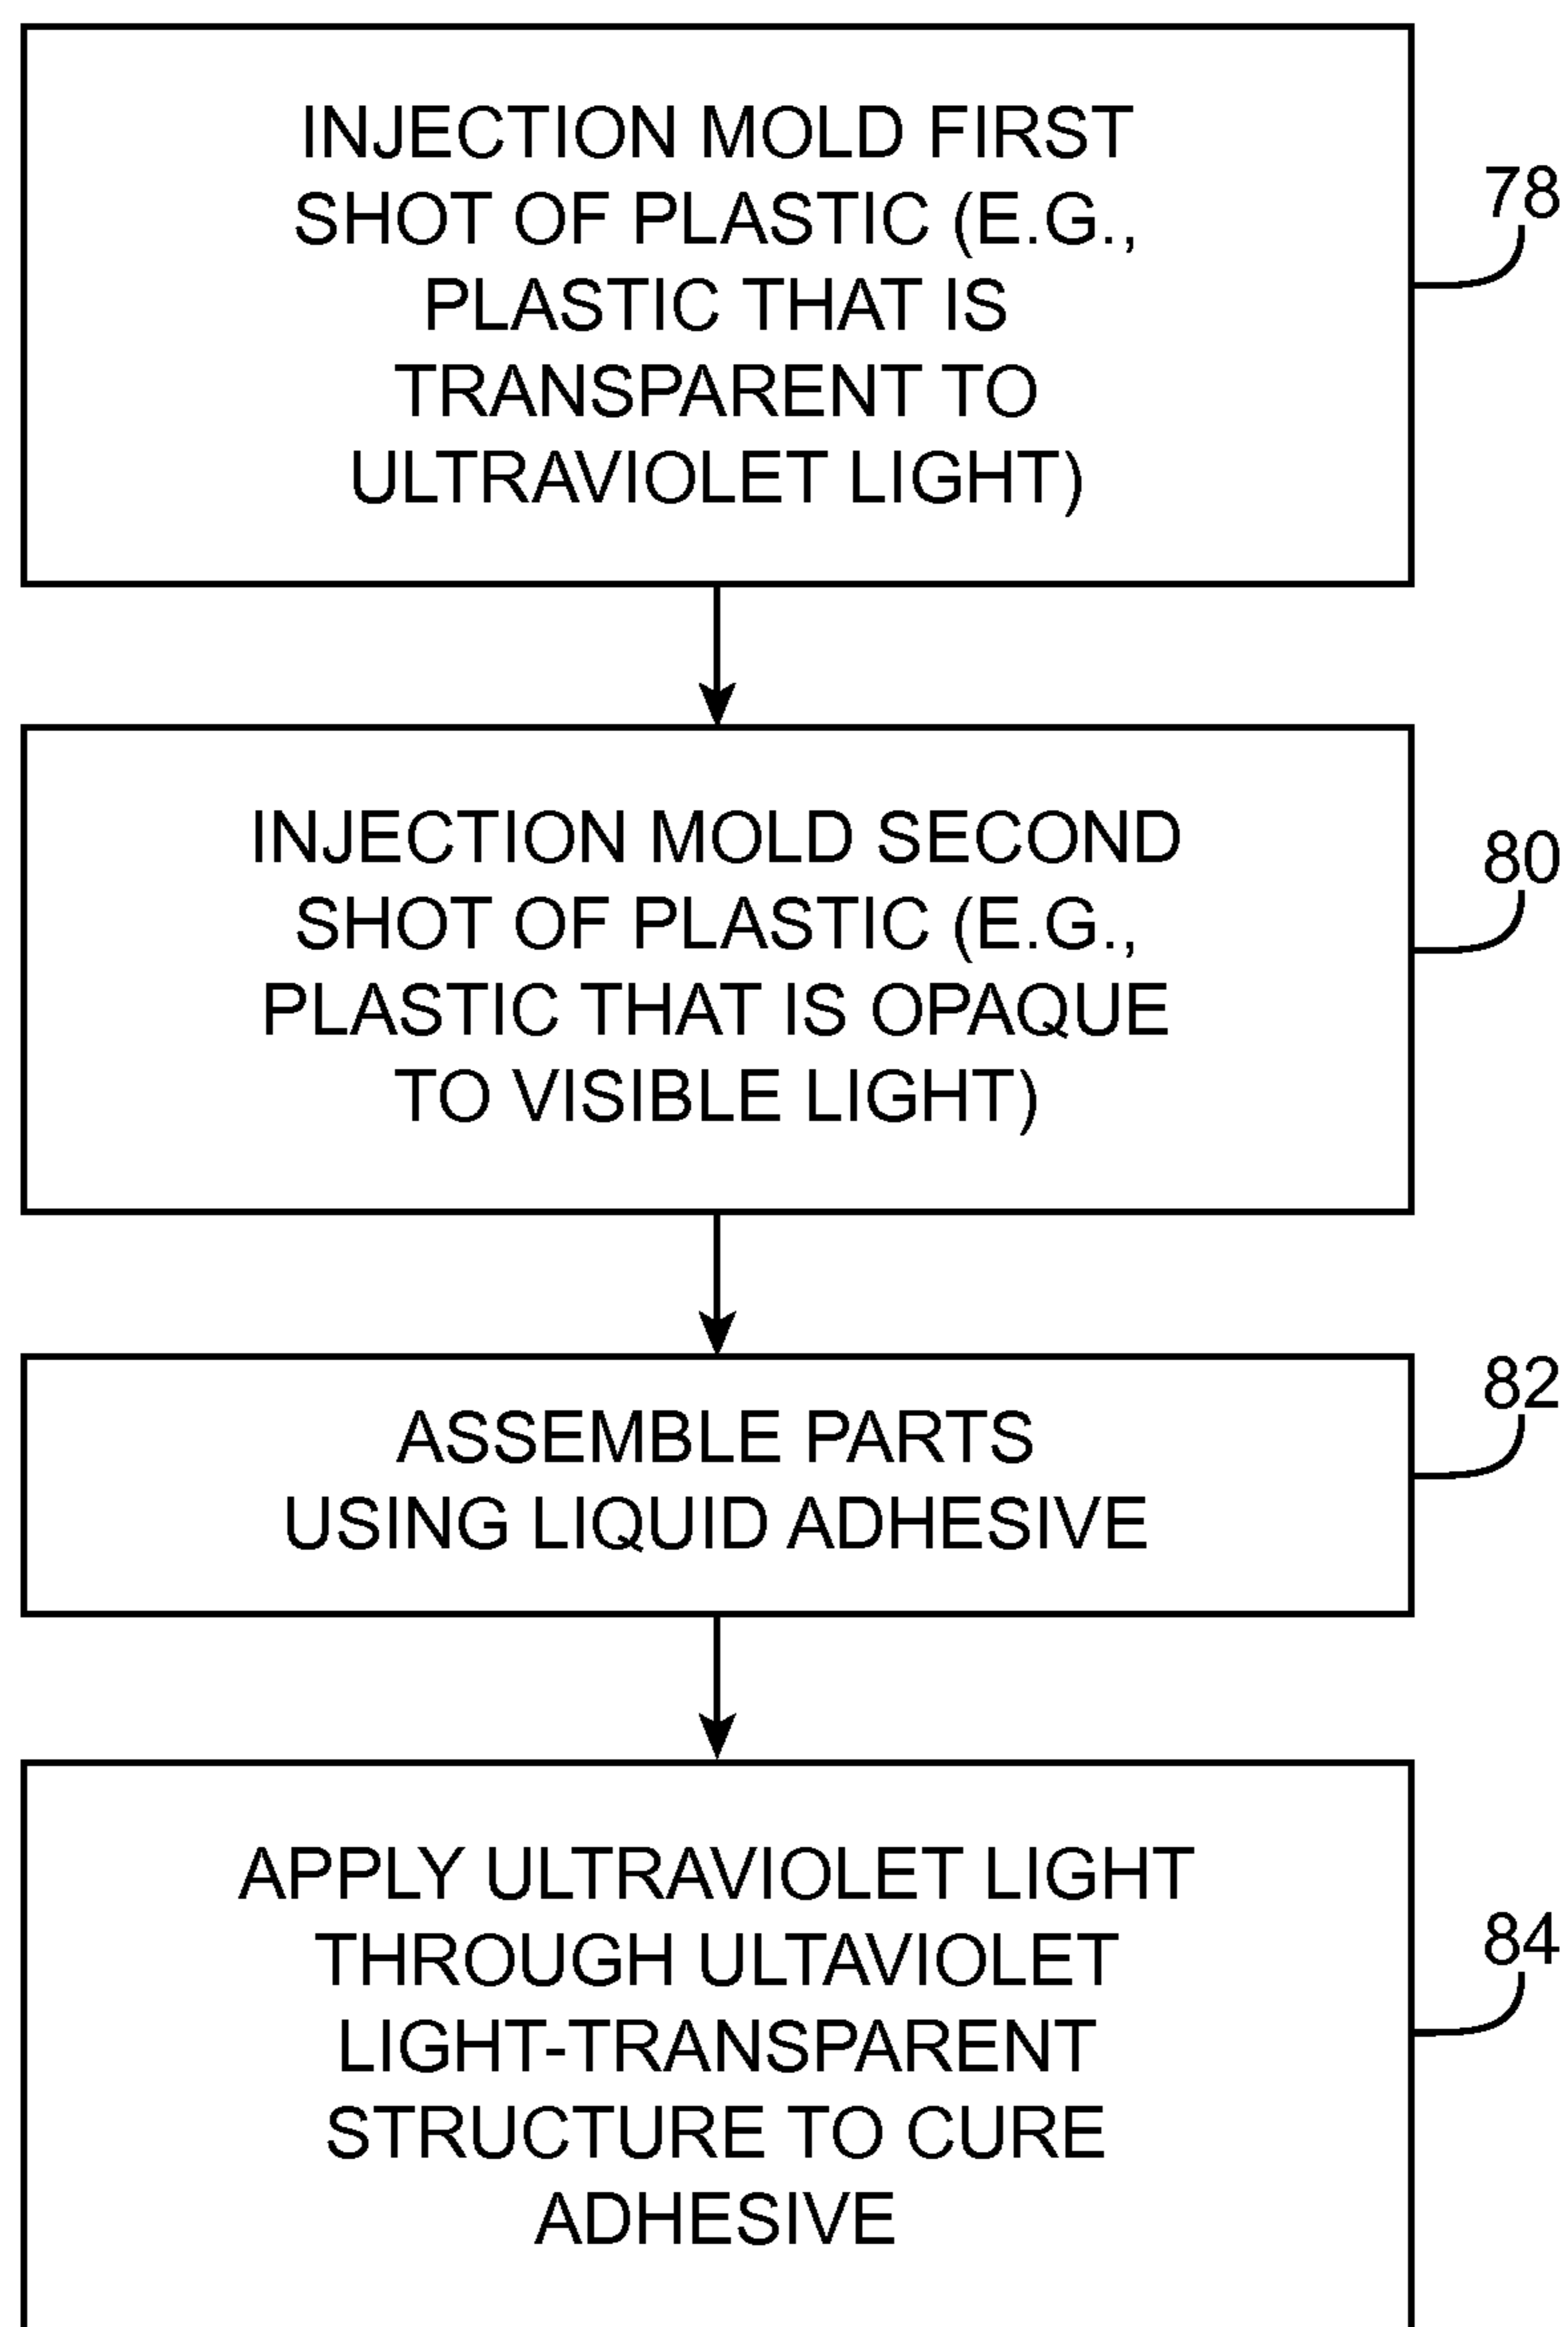 INJECTION MOLD FIRST
SHOT OF PLASTIC (E.G.,
PLASTIC THAT IS
TRANSPARENT TO
ULTRAVIOLET LIGHT)
78
INJECTION MOLD SECOND
SHOT OF PLASTIC (E.G.,
PLASTIC THAT IS OPAQUE
TO VISIBLE LIGHT)
80
ASSEMBLE PARTS
USING LIQUID ADHESIVE
82
APPLY ULTRAVIOLET LIGHT
THROUGH ULTAVIOLET
LIGHT-TRANSPARENT
STRUCTURE TO CURE
ADHESIVE
84